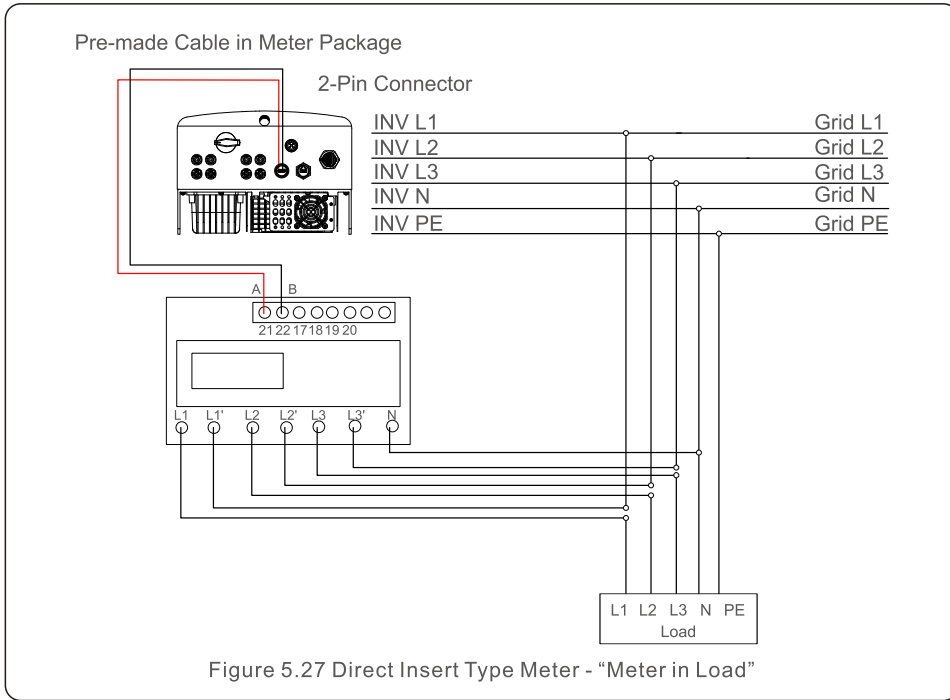 Pre-made Cable in Meter Package
2-Pin Connector
INV L1 Grid L1
INV L2 Grid L2
INV L3 Grid L3
INV N Grid N
INV PE Grid PE
A B
21 22 17 18 19 20
L1 L1' L2 L2' L3 L3' N
L1 L2 L3 N PE
Load
Figure 5.27 Direct Insert Type Meter - “Meter in Load”